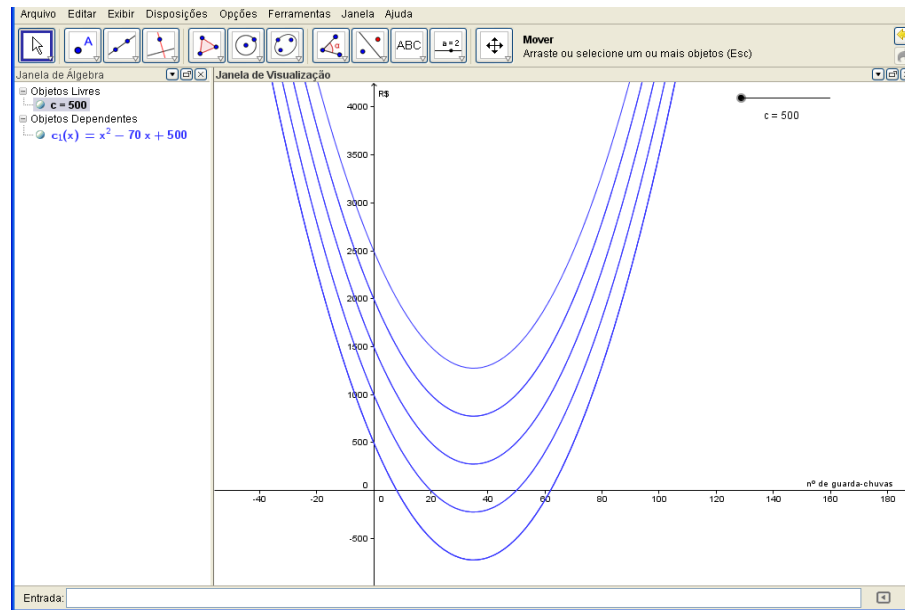 Arquivo Editar Exibir Disposições Opções Ferramentas Janela Ajuda
A
α
ABC
a = 2
Mover
Arraste ou selecione um ou mais objetos (Esc)
Janela de Álgebra
Janela de Visualização
Objetos Livres
c = 500
Objetos Dependentes
c₁(x) = x² − 70 x + 500
R$
c = 500
4000
3500
3000
2500
2000
1500
1000
500
0
-500
nº de guarda-chuvas
-40 -20 0 20 40 60 80 100 120 140 160 180
Entrada: